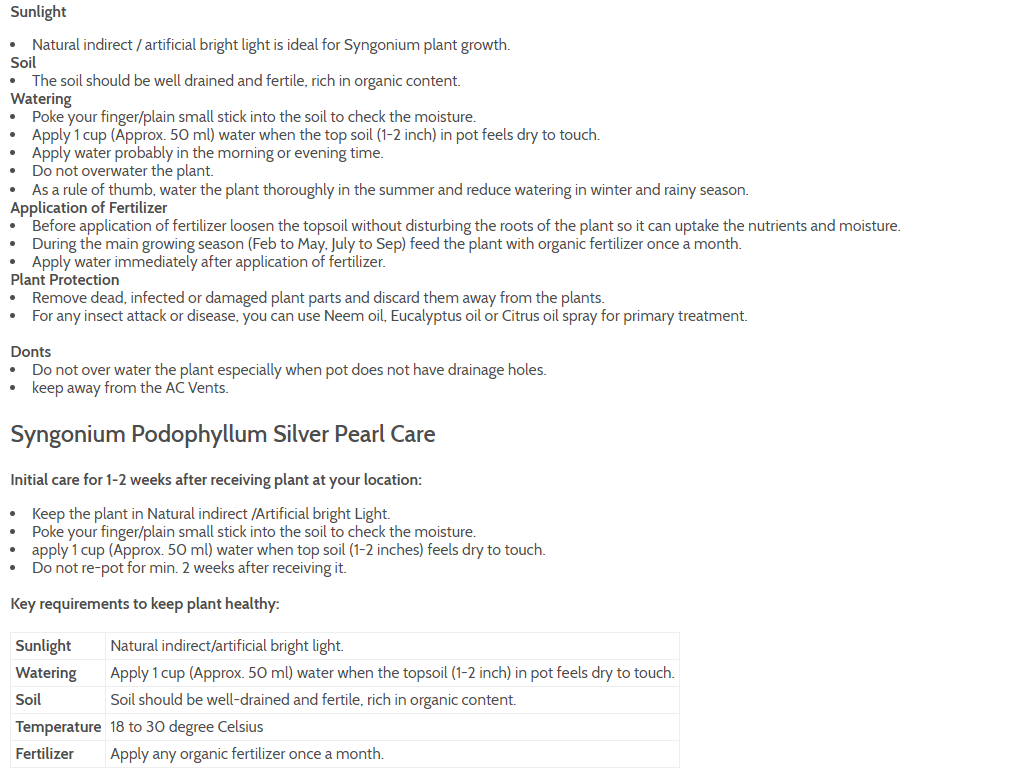 Sunlight
• Natural indirect / artificial bright light is ideal for Syngonium plant growth.
Soil
• The soil should be well drained and fertile, rich in organic content.
Watering
• Poke your finger/plain small stick into the soil to check the moisture.
• Apply 1 cup (Approx. 50 ml) water when the top soil (1-2 inch) in pot feels dry to touch.
• Apply water probably in the morning or evening time.
• Do not overwater the plant.
• As a rule of thumb, water the plant thoroughly in the summer and reduce watering in winter and rainy season.
Application of Fertilizer
• Before application of fertilizer loosen the topsoil without disturbing the roots of the plant so it can uptake the nutrients and moisture.
• During the main growing season (Feb to May, July to Sep) feed the plant with organic fertilizer once a month.
• Apply water immediately after application of fertilizer.
Plant Protection
• Remove dead, infected or damaged plant parts and discard them away from the plants.
• For any insect attack or disease, you can use Neem oil, Eucalyptus oil or Citrus oil spray for primary treatment.
Donts
• Do not over water the plant especially when pot does not have drainage holes.
• keep away from the AC Vents.
Syngonium Podophyllum Silver Pearl Care
Initial care for 1-2 weeks after receiving plant at your location:
• Keep the plant in Natural indirect /Artificial bright Light.
• Poke your finger/plain small stick into the soil to check the moisture.
• apply 1 cup (Approx. 50 ml) water when top soil (1-2 inches) feels dry to touch.
• Do not re-pot for min. 2 weeks after receiving it.
Key requirements to keep plant healthy:
Sunlight Natural indirect/artificial bright light.
Watering Apply 1 cup (Approx. 50 ml) water when the topsoil (1-2 inch) in pot feels dry to touch.
Soil Soil should be well-drained and fertile, rich in organic content.
Temperature 18 to 30 degree Celsius
Fertilizer Apply any organic fertilizer once a month.